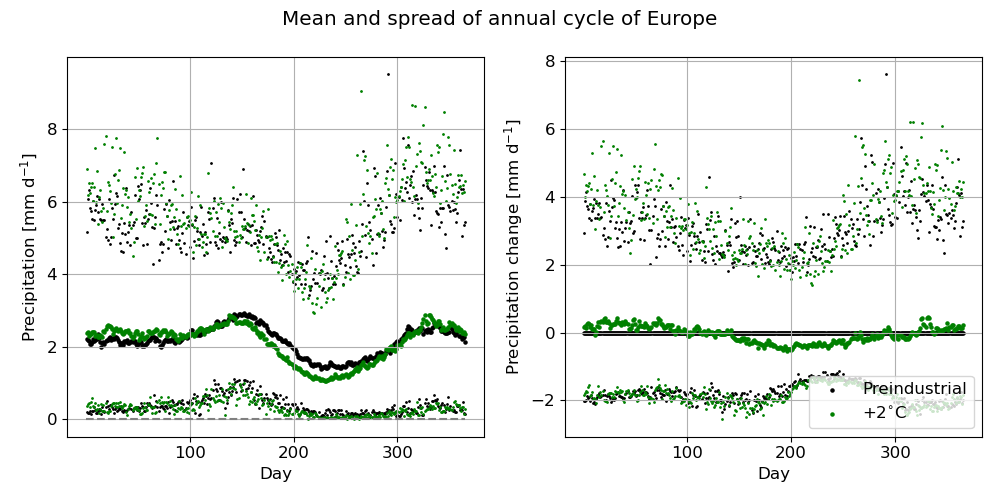 Mean and spread of annual cycle of Europe
Precipitation [mm d⁻¹]
8
6
4
2
0
100
200
300
Day
Precipitation change [mm d⁻¹]
8
6
4
2
0
−2
100
200
300
Day
Preindustrial
+2°C